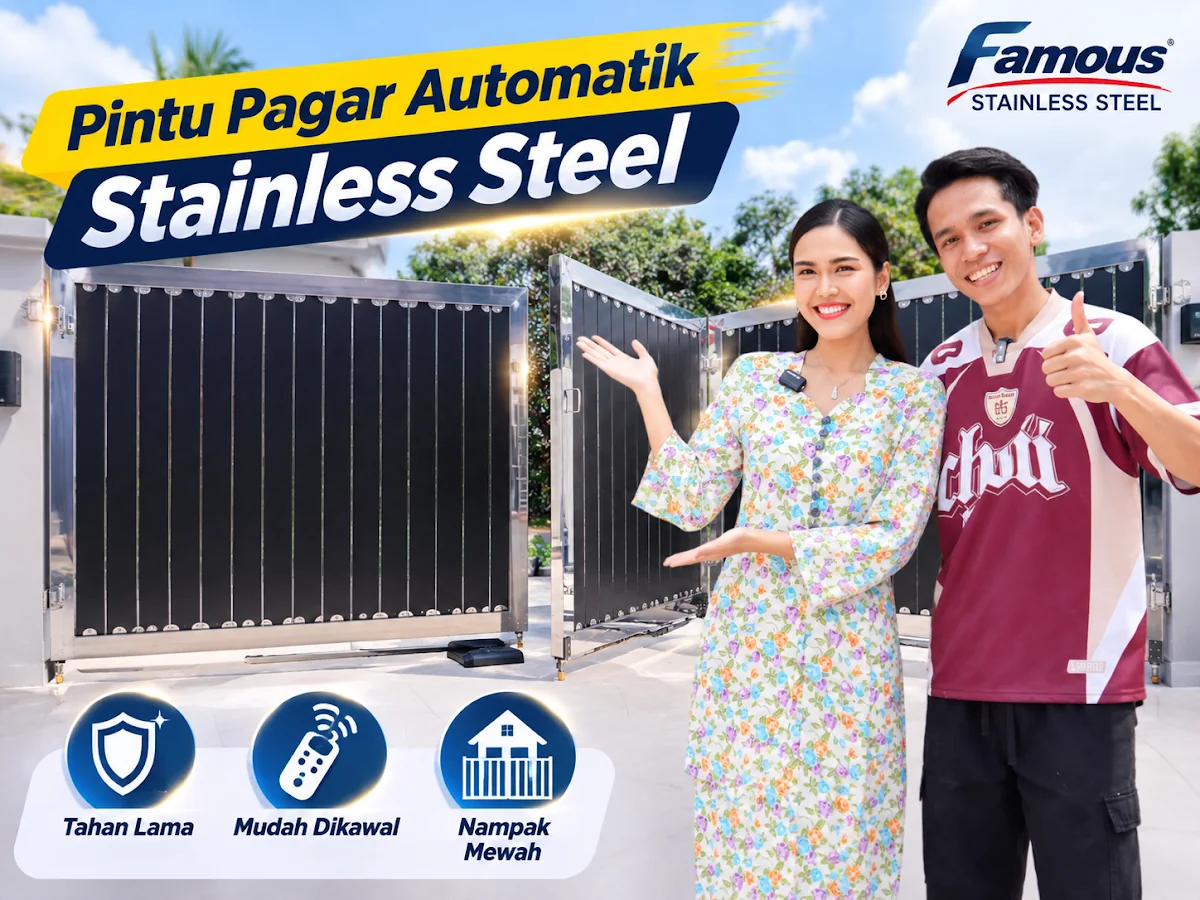 Pintu Pagar Automatik
Stainless Steel
Famous®
STAINLESS STEEL
Tahan Lama
Mudah Dikawal
Nampak
Mewah